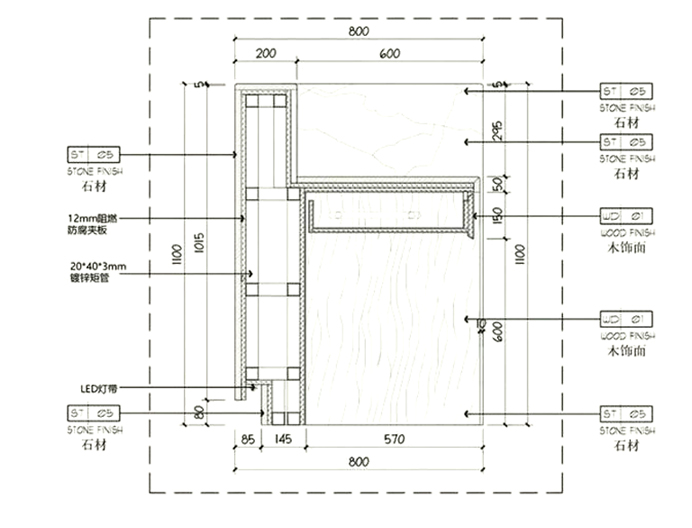 800
200
600
5
5
ST 05
STONE FINISH
石材
295
ST 05
STONE FINISH
石材
ST 05
STONE FINISH
石材
50
12mm阻燃
防腐夹板
150
WD 01
WOOD FINISH
木饰面
1100
1015
1100
20*40*3mm
镀锌矩管
10
600
WD 01
WOOD FINISH
木饰面
LED灯带
ST 05
STONE FINISH
石材
80
ST 05
STONE FINISH
石材
85
145
570
800